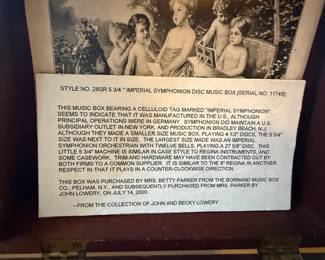 STYLE NO. 28GR 5 3/4 " IMPERIAL SYMPHONION DISC MUSIC BOX [SERIAL NO. 11748]:
THIS MUSIC BOX BEARING A CELLULOID TAG MARKED "IMPERIAL SYMPHONION"
SEEMS TO INDICATE THAT IT WAS MANUFACTURED IN THE U.S., ALTHOUGH
PRINCIPAL OPERATIONS WERE IN GERMANY. SYMPHONION DID MAINTAIN A U.S.
SUBSIDIARY OUTLET IN NEW YORK, AND PRODUCTION IN BRADLEY BEACH, NJ.
ALTHOUGH THEY MADE A SMALLER SIZE MUSIC BOX, PLAYING 4 1/2 DISCS, THE 5 3/4"
SIZE WAS NEXT TO IT IN SIZE. THE LARGEST SIZE MADE WAS AN IMPERIAL
SYMPHONION ORCHESTRION WITH TWELVE BELLS, PLAYING A 27 5/8" DISC. THIS
LITTLE 5 3/4" MACHINE IS SIMILAR IN CASE STYLE TO REGINA INSTRUMENTS, AND
SOME CASEWORK. TRIM AND HARDWARE MAY HAVE BEEN CONTRACTED OUT BY
BOTH FIRMS TO A COMMON SUPPLIER. IT IS SIMILAR TO THE 8" REGINA IN ANOTHER
RESPECT IN THAT IT PLAYS IN A COUNTER-CLOCKWISE DIRECTION.
THIS BOX WAS PURCHASED BY MRS. BETTY PARKER FROM THE BORNAND MUSIC BOX
CO., PELHAM, N.Y., AND SUBSEQUENTLY PURCHASED FROM MRS. PARKER BY
JOHN LOWERY, ON JULY 14, 2000.
--FROM THE COLLECTION OF JOHN AND BECKY LOWERY